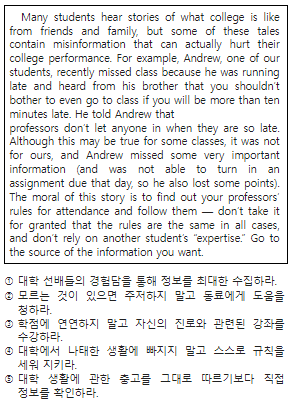 Many students hear stories of what college is like
from friends and family, but some of these tales
contain misinformation that can actually hurt their
college performance. For example, Andrew, one of our
students, recently missed class because he was running
late and heard from his brother that you shouldn't
bother to even go to class if you will be more than ten
minutes late. He told Andrew that
professors don't let anyone in when they are so late.
Although this may be true for some classes, it was not
for ours, and Andrew missed some very important
information (and was not able to turn in an
assignment due that day, so he also lost some points).
The moral of this story is to find out your professors'
rules for attendance and follow them — don't take it
for granted that the rules are the same in all cases,
and don't rely on another student's “expertise.” Go to
the source of the information you want.
① 대학 선배들의 경험담을 통해 정보를 최대한 수집하라.
② 모르는 것이 있으면 주저하지 말고 동료에게 도움을
청하라.
③ 학점에 연연하지 말고 자신의 진로와 관련된 강좌를
수강하라.
④ 대학에서 나태한 생활에 빠지지 말고 스스로 규칙을
세워 지키라.
⑤ 대학 생활에 관한 충고를 그대로 따르기보다 직접
정보를 확인하라.